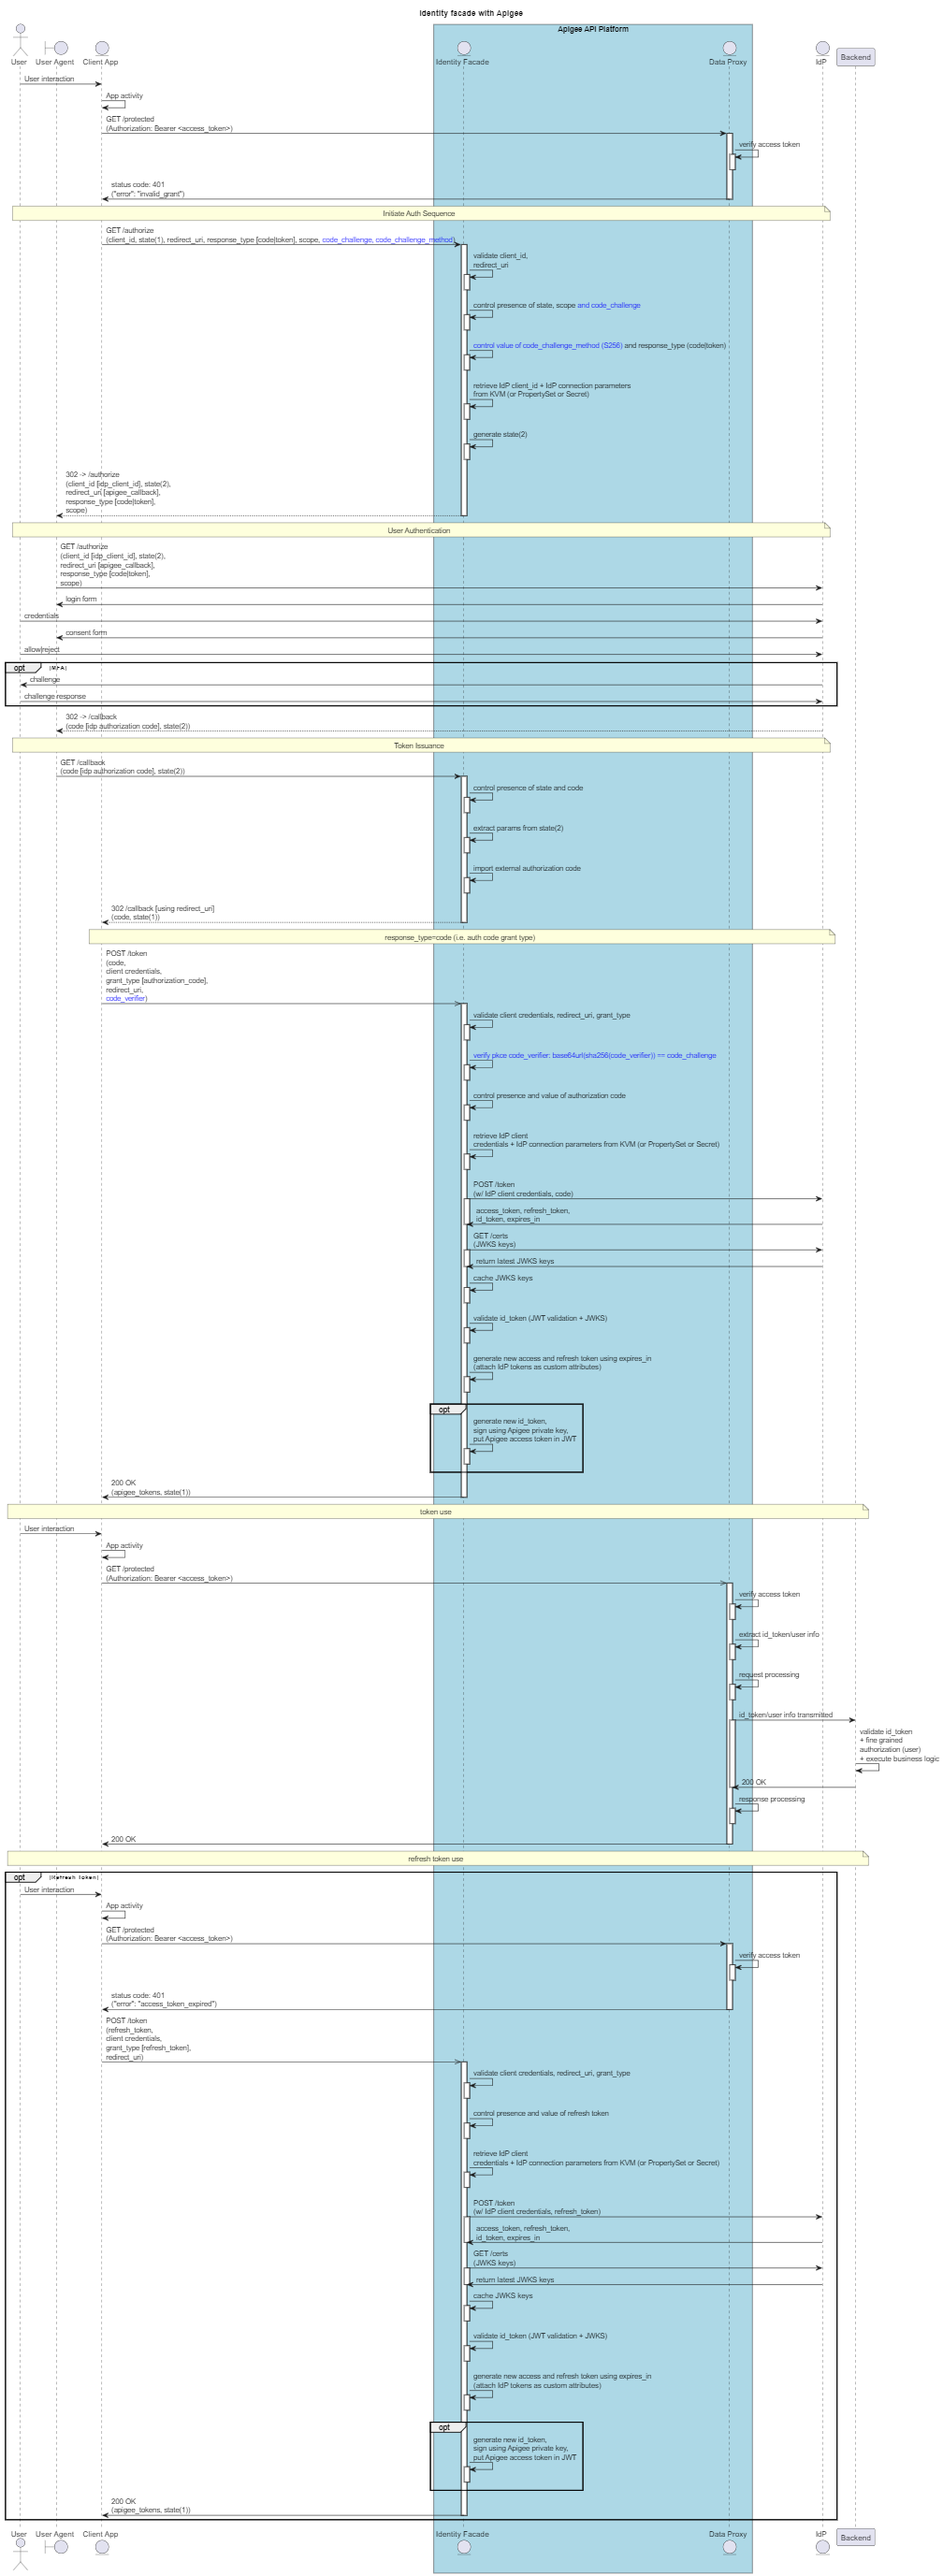 Identity facade with Apigee
Apigee API Platform
User
User Agent
Client App
Identity Facade
Data Proxy
IdP
Backend
User interaction
App activity
GET /protected
(Authorization: Bearer <access_token>)
verify access token
status code: 401
("error": "invalid_grant")
Initiate Auth Sequence
GET /authorize
(client_id, state(1), redirect_uri, response_type [code|token], scope, code_challenge, code_challenge_method)
validate client_id,
redirect_uri
control presence of state, scope and code_challenge
control value of code_challenge_method (S256) and response_type (code|token)
retrieve IdP client_id + IdP connection parameters
from KVM (or PropertySet or Secret)
generate state(2)
302 -> /authorize
(client_id [idp_client_id], state(2),
redirect_uri [apigee_callback],
response_type [code|token],
scope)
User Authentication
GET /authorize
(client_id [idp_client_id], state(2),
redirect_uri [apigee_callback],
response_type [code|token],
scope)
login form
credentials
consent form
allow|reject
opt
[MFA]
challenge
challenge response
302 -> /callback
(code [idp authorization code], state(2))
Token Issuance
GET /callback
(code [idp authorization code], state(2))
control presence of state and code
extract params from state(2)
import external authorization code
302 /callback [using redirect_uri]
(code, state(1))
response_type=code (i.e. auth code grant type)
POST /token
(code,
client credentials,
grant_type [authorization_code],
redirect_uri,
code_verifier)
validate client credentials, redirect_uri, grant_type
verify pkce code_verifier: base64url(sha256(code_verifier)) == code_challenge
control presence and value of authorization code
retrieve IdP client
credentials + IdP connection parameters from KVM (or PropertySet or Secret)
POST /token
(w/ IdP client credentials, code)
access_token, refresh_token,
id_token, expires_in
GET /certs
(JWKS keys)
return latest JWKS keys
cache JWKS keys
validate id_token (JWT validation + JWKS)
generate new access and refresh token using expires_in
(attach IdP tokens as custom attributes)
opt
generate new id_token,
sign using Apigee private key,
put Apigee access token in JWT
200 OK
(apigee_tokens, state(1))
token use
User interaction
App activity
GET /protected
(Authorization: Bearer <access_token>)
verify access token
extract id_token/user info
request processing
id_token/user info transmitted
validate id_token
+ fine grained
authorization (user)
+ execute business logic
200 OK
response processing
200 OK
refresh token use
opt
[Refresh token]
User interaction
App activity
GET /protected
(Authorization: Bearer <access_token>)
verify access token
status code: 401
("error": "access_token_expired")
POST /token
(refresh_token,
client credentials,
grant_type [refresh_token],
redirect_uri)
validate client credentials, redirect_uri, grant_type
control presence and value of refresh token
retrieve IdP client
credentials + IdP connection parameters from KVM (or PropertySet or Secret)
POST /token
(w/ IdP client credentials, refresh_token)
access_token, refresh_token,
id_token, expires_in
GET /certs
(JWKS keys)
return latest JWKS keys
cache JWKS keys
validate id_token (JWT validation + JWKS)
generate new access and refresh token using expires_in
(attach IdP tokens as custom attributes)
opt
generate new id_token,
sign using Apigee private key,
put Apigee access token in JWT
200 OK
(apigee_tokens, state(1))
User
User Agent
Client App
Identity Facade
Data Proxy
IdP
Backend